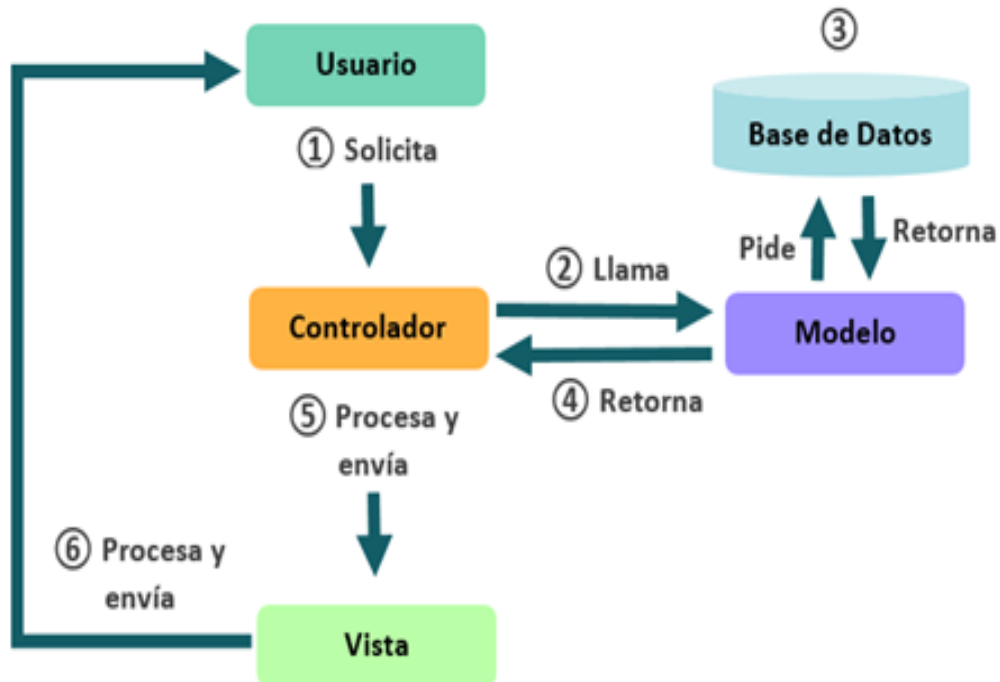 Usuario
③
Base de Datos
① Solicita
Pide
Retorna
② Llama
Controlador
Modelo
④ Retorna
⑤ Procesa y
envía
⑥ Procesa y
envía
Vista